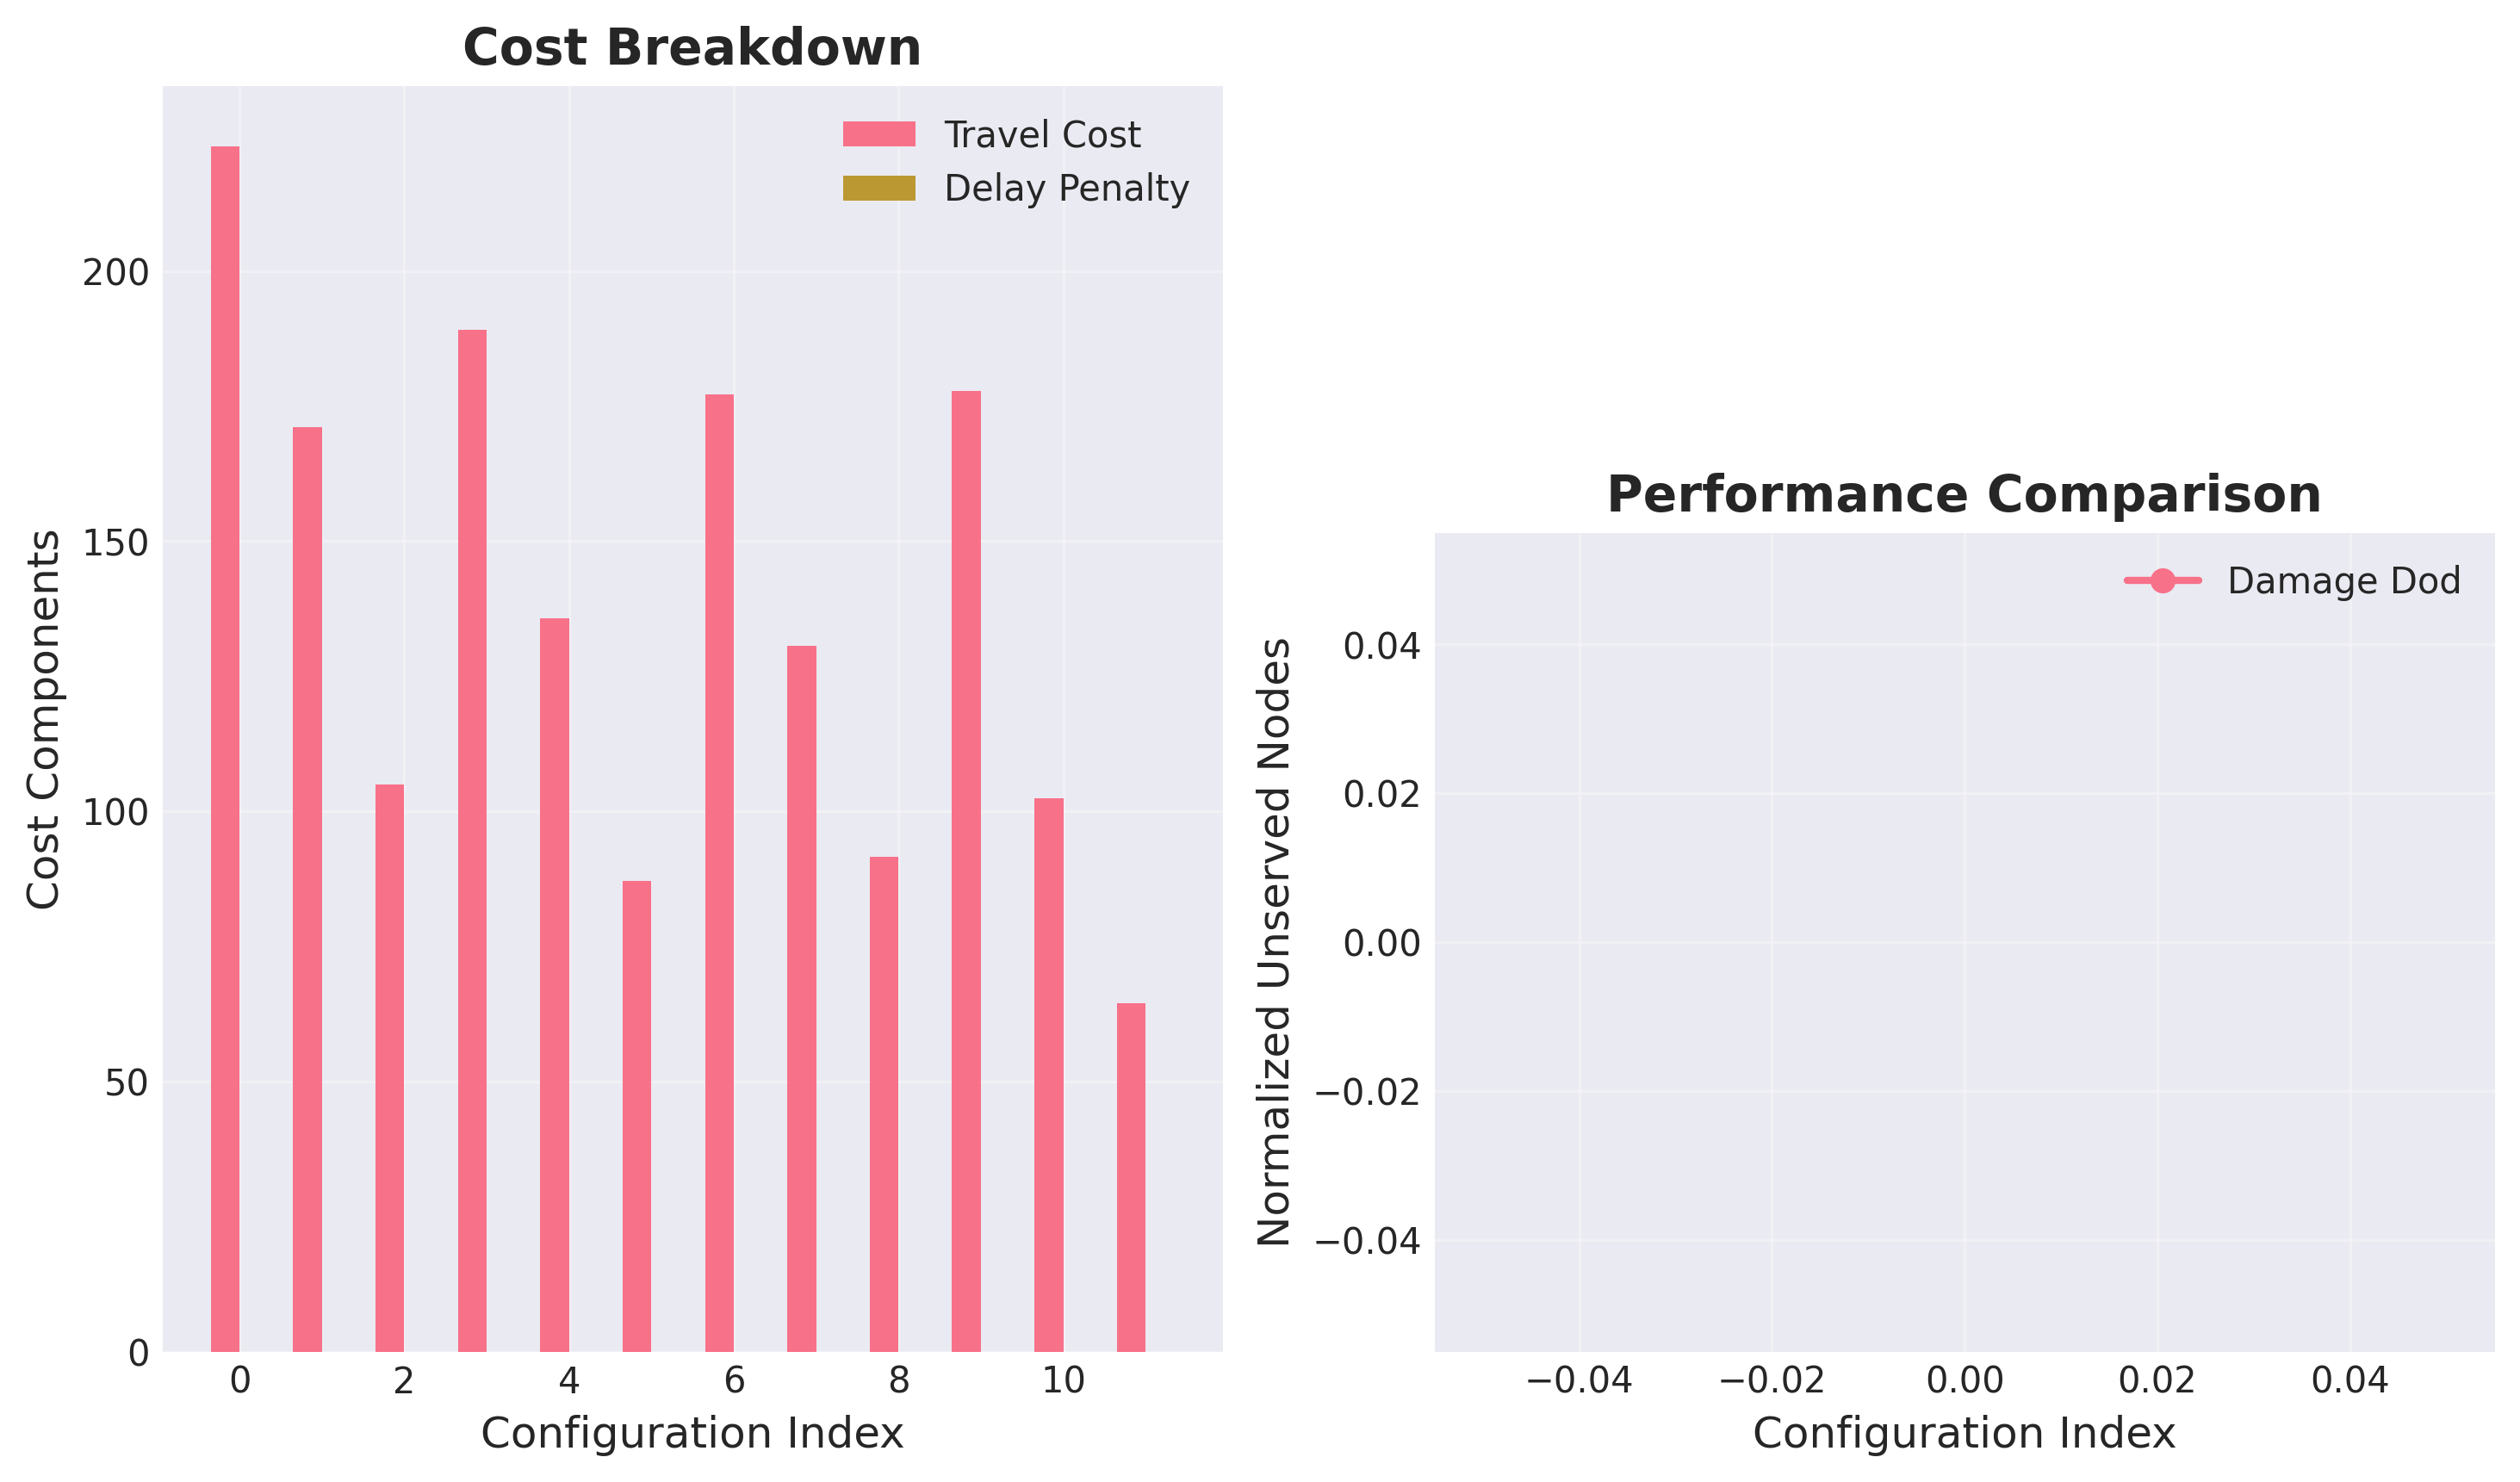 Cost Breakdown
Travel Cost
Delay Penalty
Cost Components
200
150
100
50
0
0 2 4 6 8 10
Configuration Index
Performance Comparison
Damage Dod
Normalized Unserved Nodes
0.04
0.02
0.00
−0.02
−0.04
−0.04 −0.02 0.00 0.02 0.04
Configuration Index